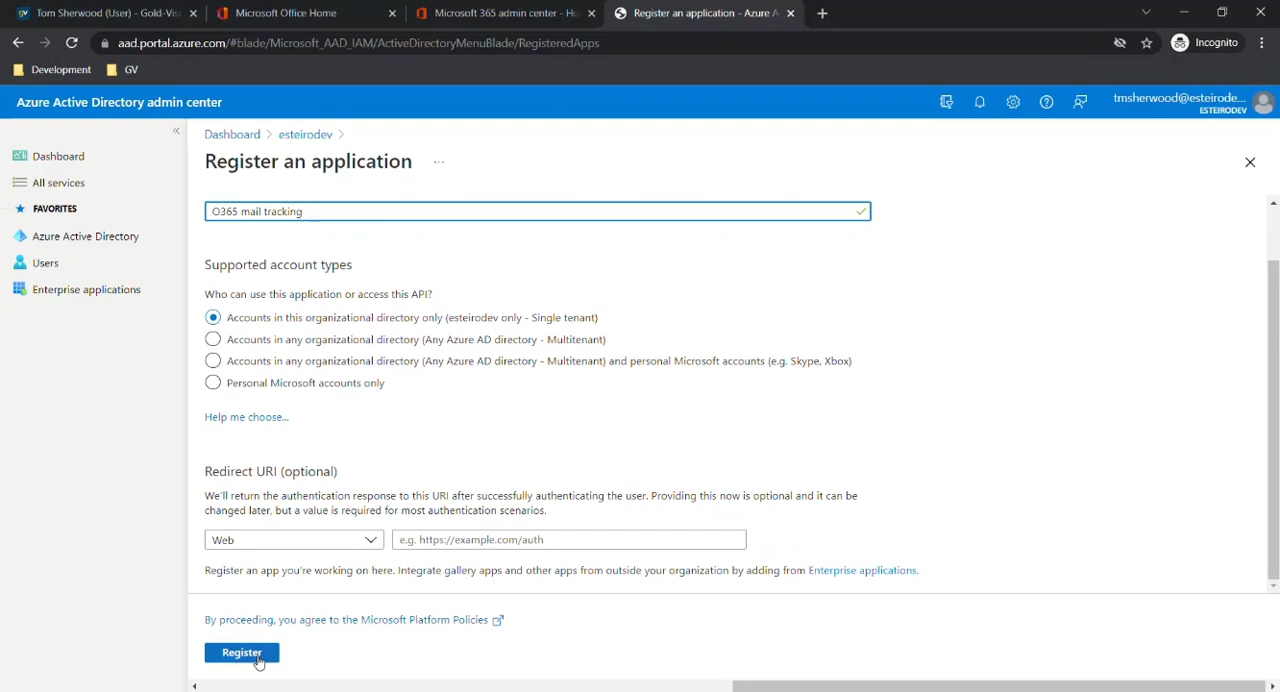 Tom Sherwood (User) - Gold-Vis
Microsoft Office Home
Microsoft 365 admin center - Ho
Register an application - Azure A
aad.portal.azure.com/#blade/Microsoft_AAD_IAM/ActiveDirectoryMenuBlade/RegisteredApps
Incognito
Development
GV
Azure Active Directory admin center
tmsherwood@esteirode...
ESTEIRODEV
Dashboard
All services
FAVORITES
Azure Active Directory
Users
Enterprise applications
Dashboard > esteirodev >
Register an application ...
O365 mail tracking
Supported account types
Who can use this application or access this API?
Accounts in this organizational directory only (esteirodev only - Single tenant)
Accounts in any organizational directory (Any Azure AD directory - Multitenant)
Accounts in any organizational directory (Any Azure AD directory - Multitenant) and personal Microsoft accounts (e.g. Skype, Xbox)
Personal Microsoft accounts only
Help me choose...
Redirect URI (optional)
We'll return the authentication response to this URI after successfully authenticating the user. Providing this now is optional and it can be
changed later, but a value is required for most authentication scenarios.
Web
e.g. https://example.com/auth
Register an app you're working on here. Integrate gallery apps and other apps from outside your organization by adding from Enterprise applications.
By proceeding, you agree to the Microsoft Platform Policies
Register